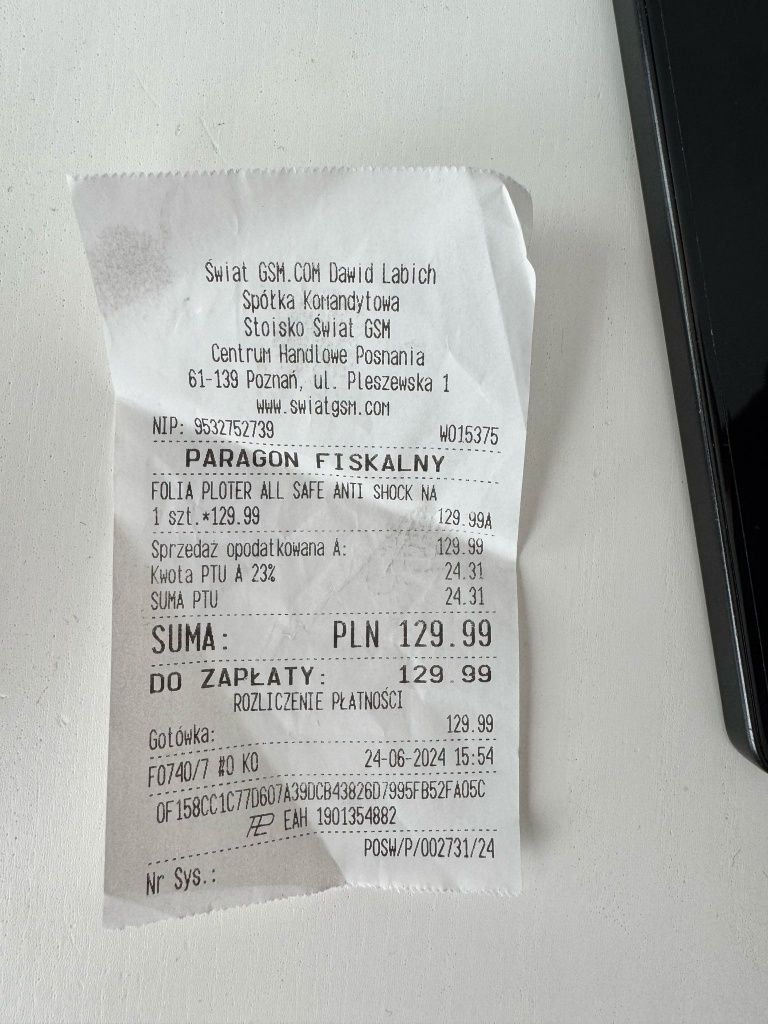 Świat GSM.COM Dawid Labich
Spółka Komandytowa
Stoisko Świat GSM
Centrum Handlowe Posnania
61-139 Poznań, ul. Pleszewska 1
www.swiatgsm.com
NIP: 9532752739 W015375
PARAGON FISKALNY
FOLIA PLOTER ALL SAFE ANTI SHOCK NA
1 szt.*129.99 129.99A
Sprzedaż opodatkowana A: 129.99
Kwota PTU A 23% 24.31
SUMA PTU 24.31
SUMA: PLN 129.99
DO ZAPŁATY: 129.99
ROZLICZENIE PŁATNOŚCI
Gotówka: 129.99
F0740/7 #0 KO 24-06-2024 15:54
0F158CC1C77D607A39DCB43826D7995FB52FA05C
PL EAH 1901354882
POSW/P/002731/24
Nr Sys.: